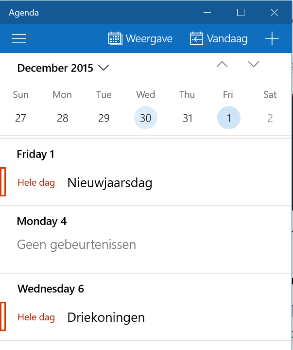 Agenda
Weergave Vandaag
December 2015
Sun Mon Tue Wed Thu Fri Sat
27 28 29 30 31 1 2
Friday 1
Hele dag Nieuwjaarsdag
Monday 4
Geen gebeurtenissen
Wednesday 6
Hele dag Driekoningen